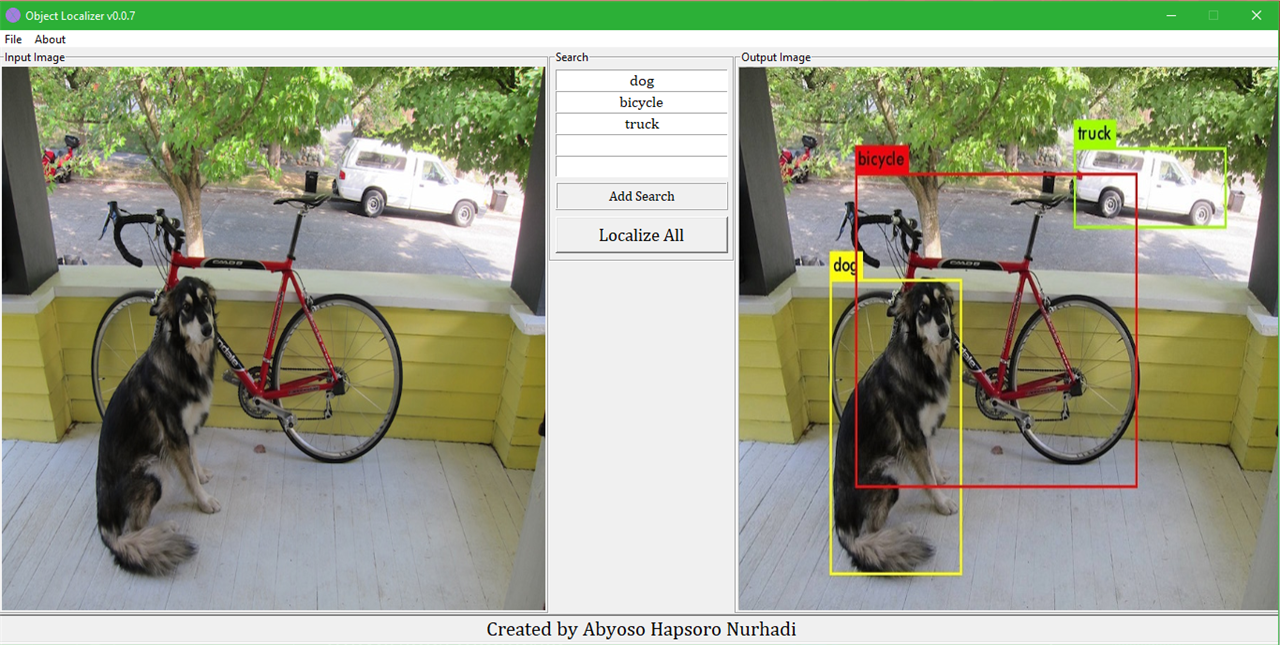 Object Localizer v0.0.7
File About
Input Image
Search
Output Image
dog
bicycle
truck
Add Search
Localize All
truck
bicycle
dog
Created by Abyoso Hapsoro Nurhadi